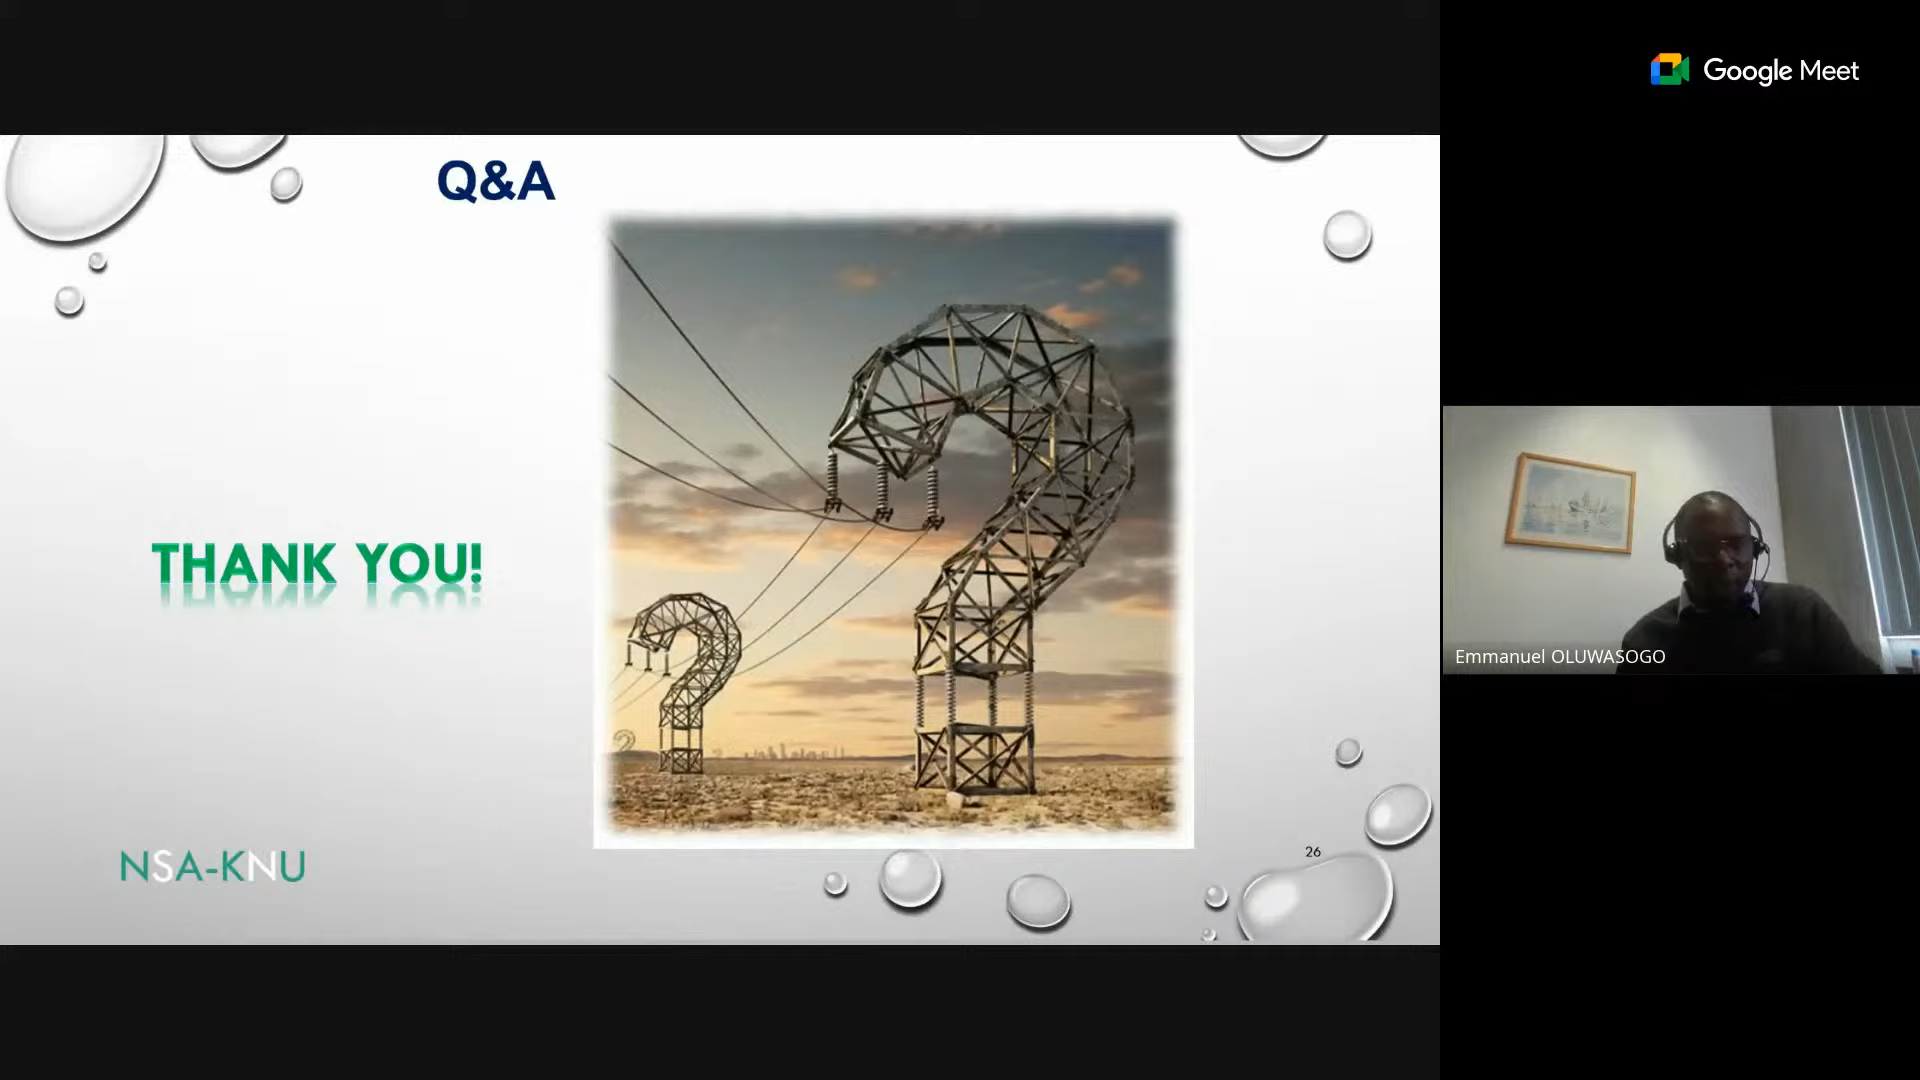 Google Meet
Q&A
THANK YOU!
NSA-KNU
26
Emmanuel OLUWASOGO